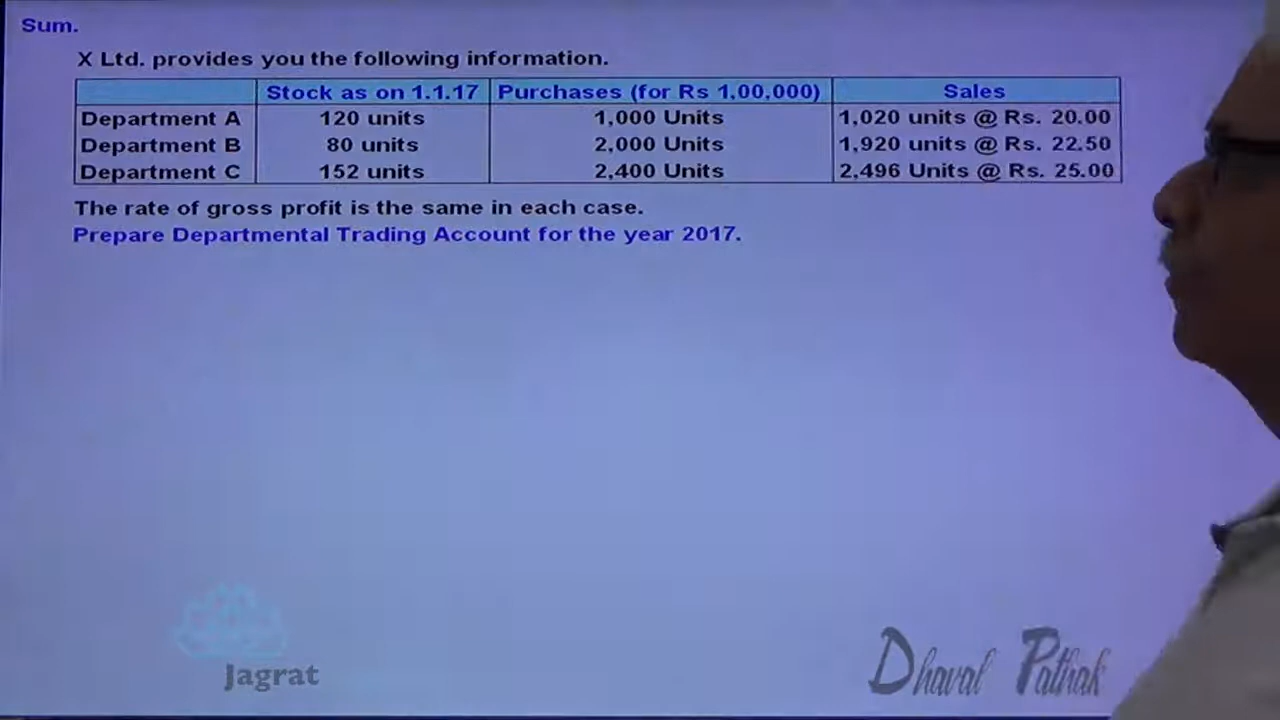 Sum.
X Ltd. provides you the following information.
Stock as on 1.1.17 Purchases (for Rs 1,00,000) Sales
Department A 120 units 1,000 Units 1,020 units @ Rs. 20.00
Department B 80 units 2,000 Units 1,920 units @ Rs. 22.50
Department C 152 units 2,400 Units 2,496 Units @ Rs. 25.00
The rate of gross profit is the same in each case.
Prepare Departmental Trading Account for the year 2017.
Jagrat
Dhaval Pathak